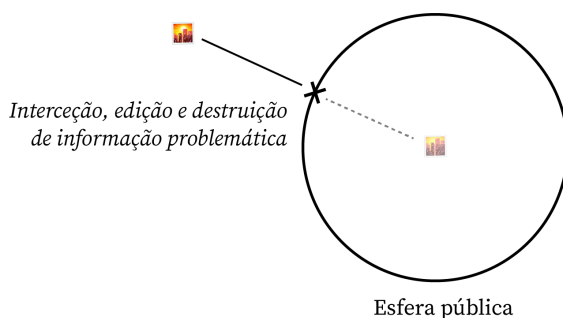 Interceção, edição e destruição
de informação problemática
Esfera pública